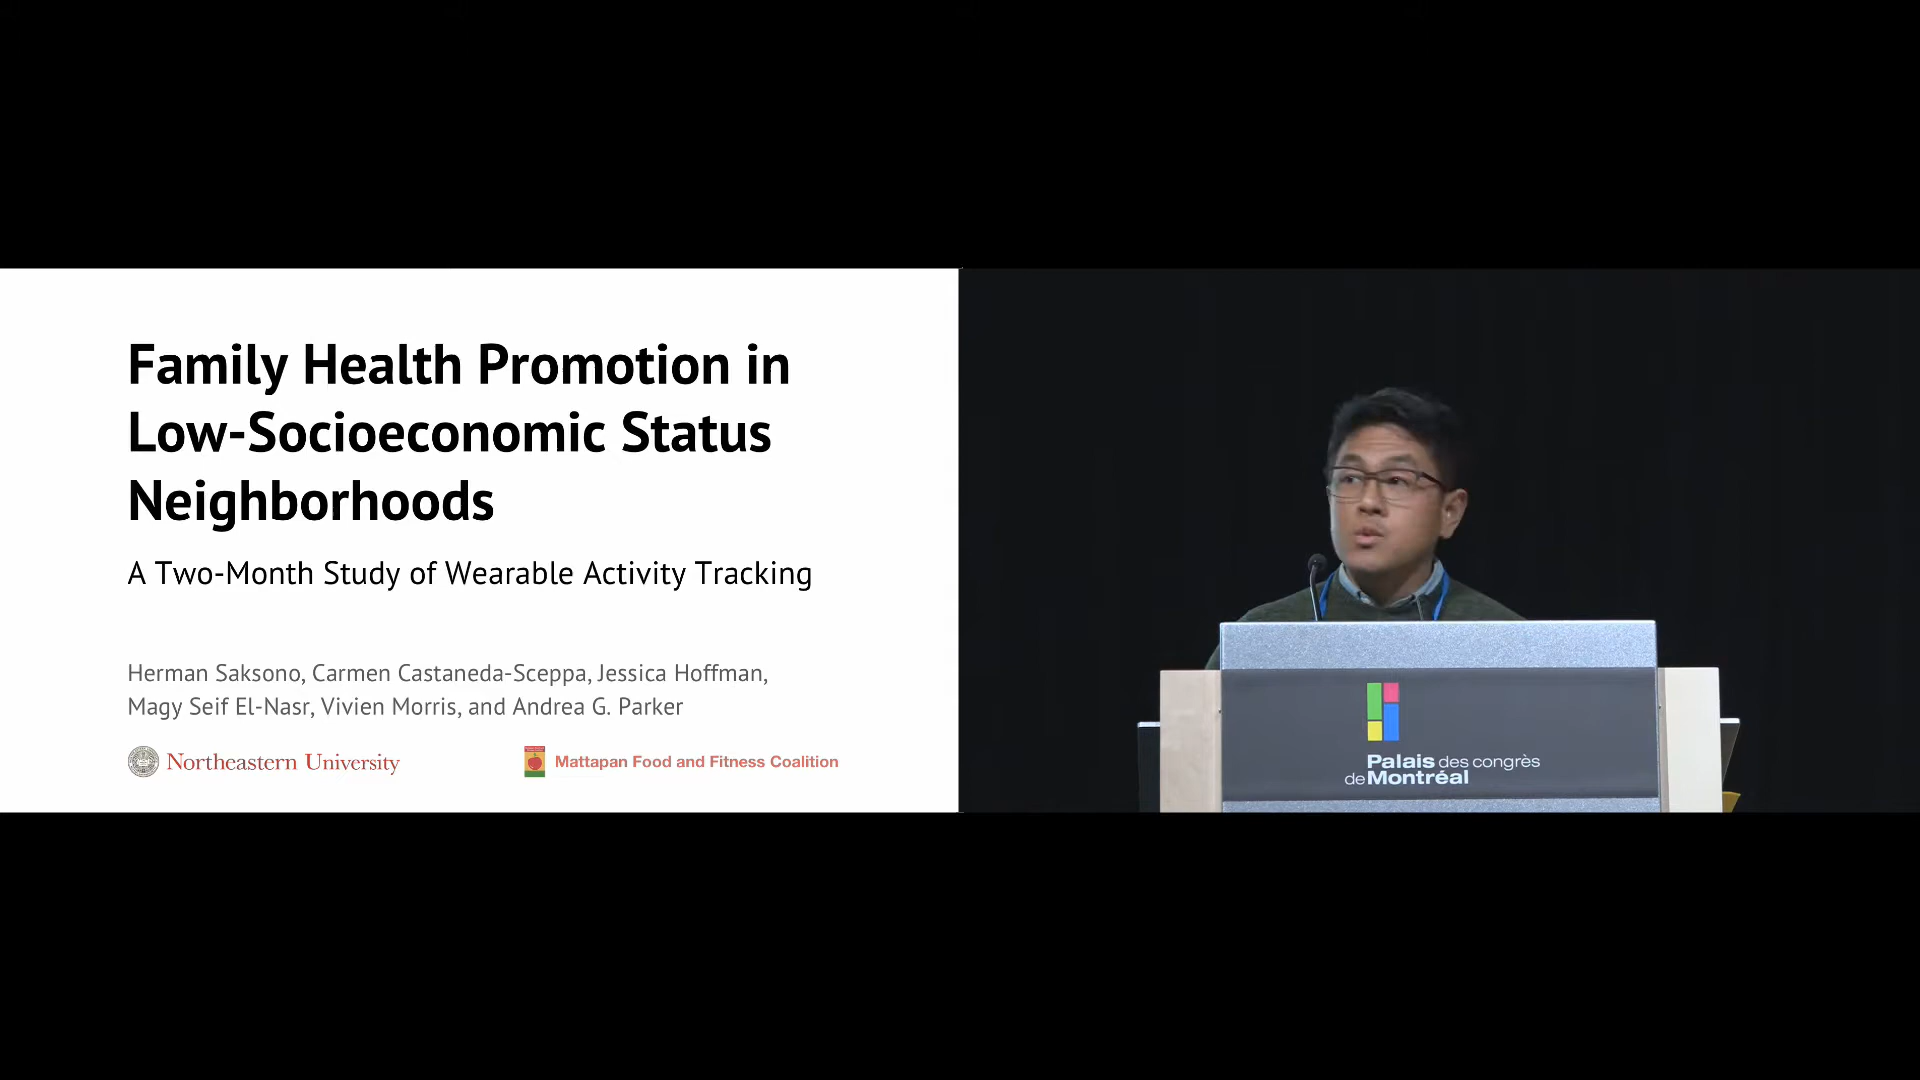 Family Health Promotion in
Low-Socioeconomic Status
Neighborhoods
A Two-Month Study of Wearable Activity Tracking
Herman Saksono, Carmen Castaneda-Sceppa, Jessica Hoffman,
Magy Seif El-Nasr, Vivien Morris, and Andrea G. Parker
Northeastern University
Mattapan Food and Fitness Coalition
Palais des congrès
de Montréal